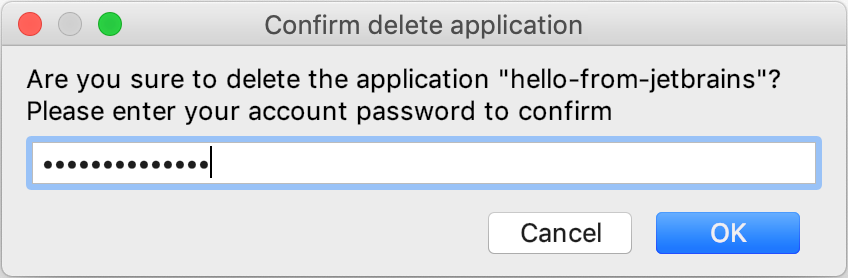 Confirm delete application
Are you sure to delete the application "hello-from-jetbrains"?
Please enter your account password to confirm
••••••••••••••
Cancel
OK